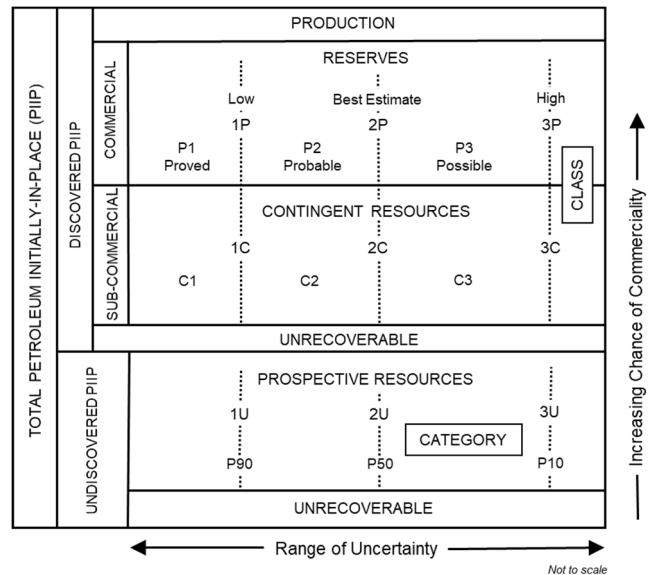 TOTAL PETROLEUM INITIALLY-IN-PLACE (PIIP)
DISCOVERED PIIP
UNDISCOVERED PIIP
COMMERCIAL
SUB-COMMERCIAL
PRODUCTION
RESERVES
Low Best Estimate High
1P 2P 3P
P1 P2 P3
Proved Probable Possible
CLASS
CONTINGENT RESOURCES
1C 2C 3C
C1 C2 C3
UNRECOVERABLE
PROSPECTIVE RESOURCES
1U 2U 3U
CATEGORY
P90 P50 P10
UNRECOVERABLE
Increasing Chance of Commerciality
Range of Uncertainty
Not to scale